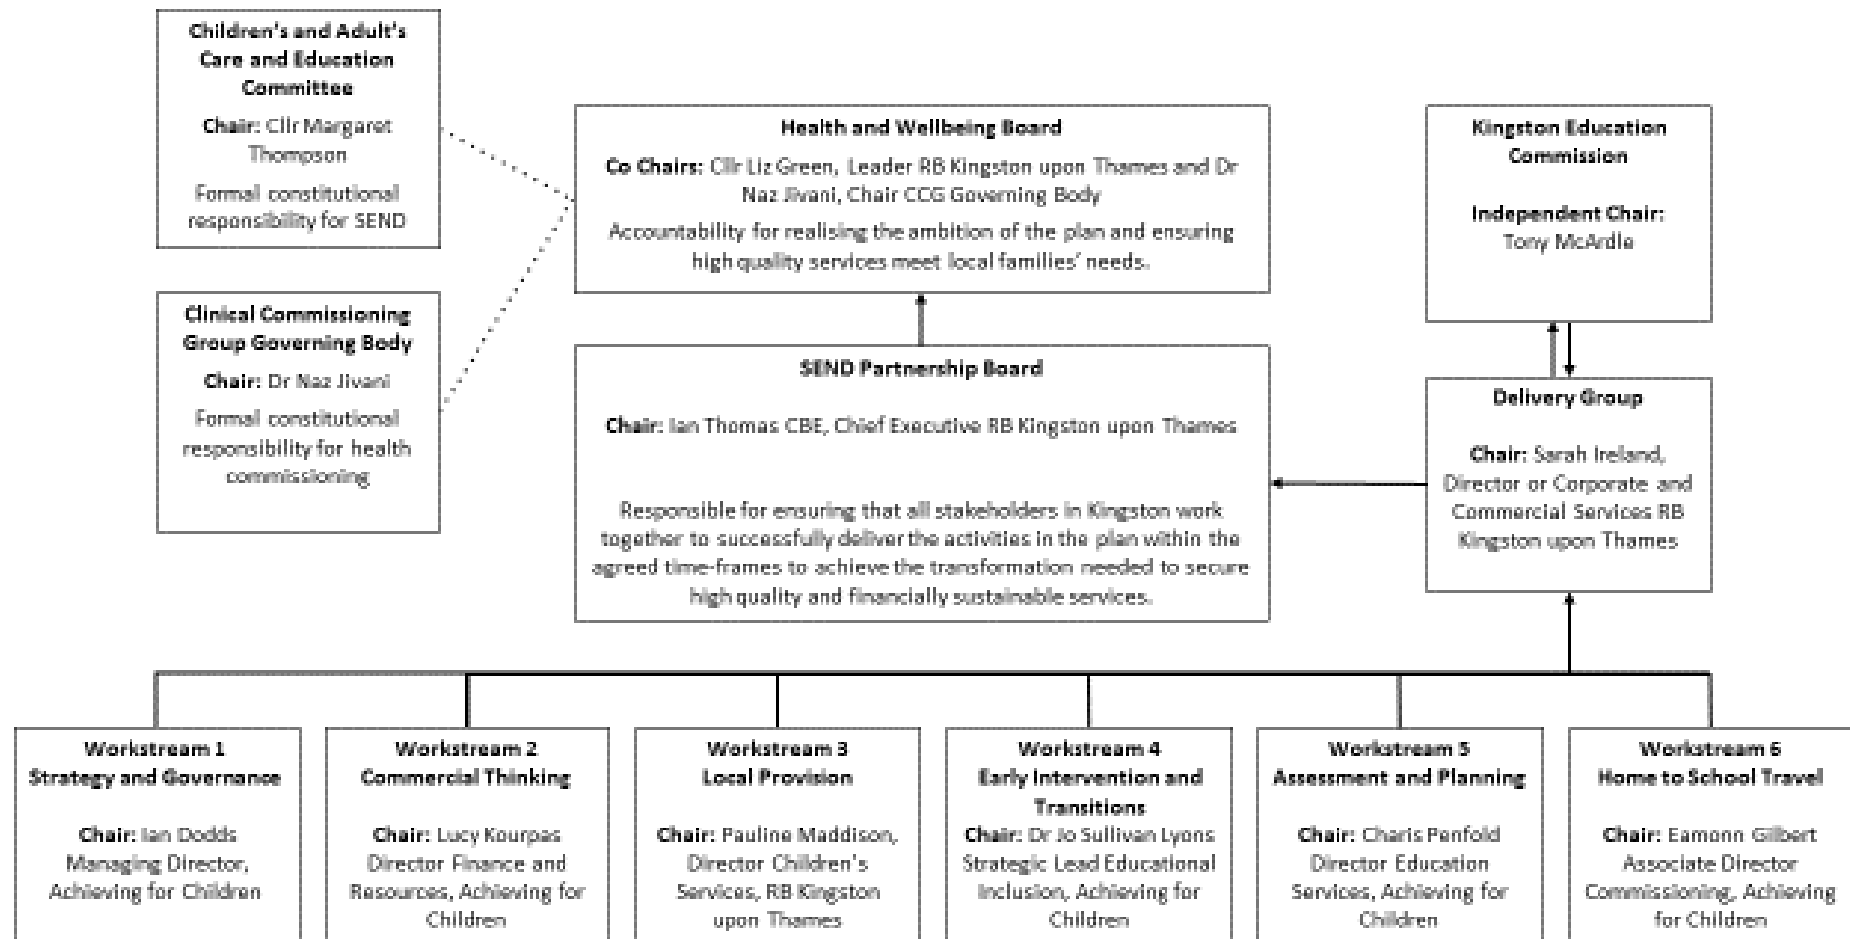 Children's and Adult's
Care and Education
Committee
Chair: Cllr Margaret
Thompson
Formal constitutional
responsibility for SEND
Clinical Commissioning
Group Governing Body
Chair: Dr Naz Jivani
Formal constitutional
responsibility for health
commissioning
Health and Wellbeing Board
Co Chairs: Cllr Liz Green, Leader RB Kingston upon Thames and Dr
Naz Jivani, Chair CCG Governing Body
Accountability for realising the ambition of the plan and ensuring
high quality services meet local families' needs.
SEND Partnership Board
Chair: Ian Thomas CBE, Chief Executive RB Kingston upon Thames
Responsible for ensuring that all stakeholders in Kingston work
together to successfully deliver the activities in the plan within the
agreed time-frames to achieve the transformation needed to secure
high quality and financially sustainable services.
Kingston Education
Commission
Independent Chair:
Tony McArdle
Delivery Group
Chair: Sarah Ireland,
Director or Corporate and
Commercial Services RB
Kingston upon Thames
Workstream 1
Strategy and Governance
Chair: Ian Dodds
Managing Director,
Achieving for Children
Workstream 2
Commercial Thinking
Chair: Lucy Kourpas
Director Finance and
Resources, Achieving for
Children
Workstream 3
Local Provision
Chair: Pauline Maddison,
Director Children's
Services, RB Kingston
upon Thames
Workstream 4
Early Intervention and
Transitions
Chair: Dr Jo Sullivan Lyons
Strategic Lead Educational
Inclusion, Achieving for
Children
Workstream 5
Assessment and Planning
Chair: Charis Penfold
Director Education
Services, Achieving for
Children
Workstream 6
Home to School Travel
Chair: Eamonn Gilbert
Associate Director
Commissioning, Achieving
for Children